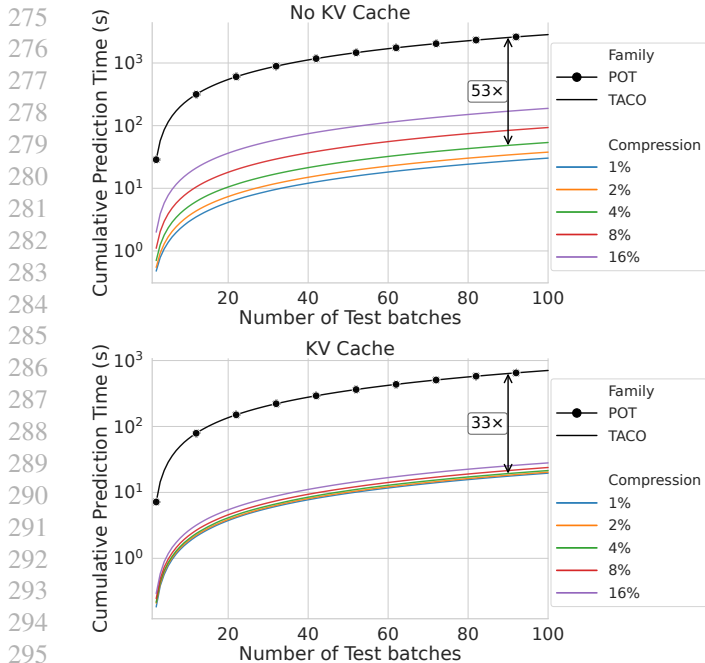 275
276
277
278
279
280
281
282
283
284
285
286
287
288
289
290
291
292
293
294
295
No KV Cache
Cumulative Prediction Time (s)
10³
10²
10¹
10⁰
53×
20 40 60 80 100
Number of Test batches
Family
POT
TACO
Compression
1%
2%
4%
8%
16%
KV Cache
Cumulative Prediction Time (s)
10³
10²
10¹
10⁰
33×
20 40 60 80 100
Number of Test batches
Family
POT
TACO
Compression
1%
2%
4%
8%
16%